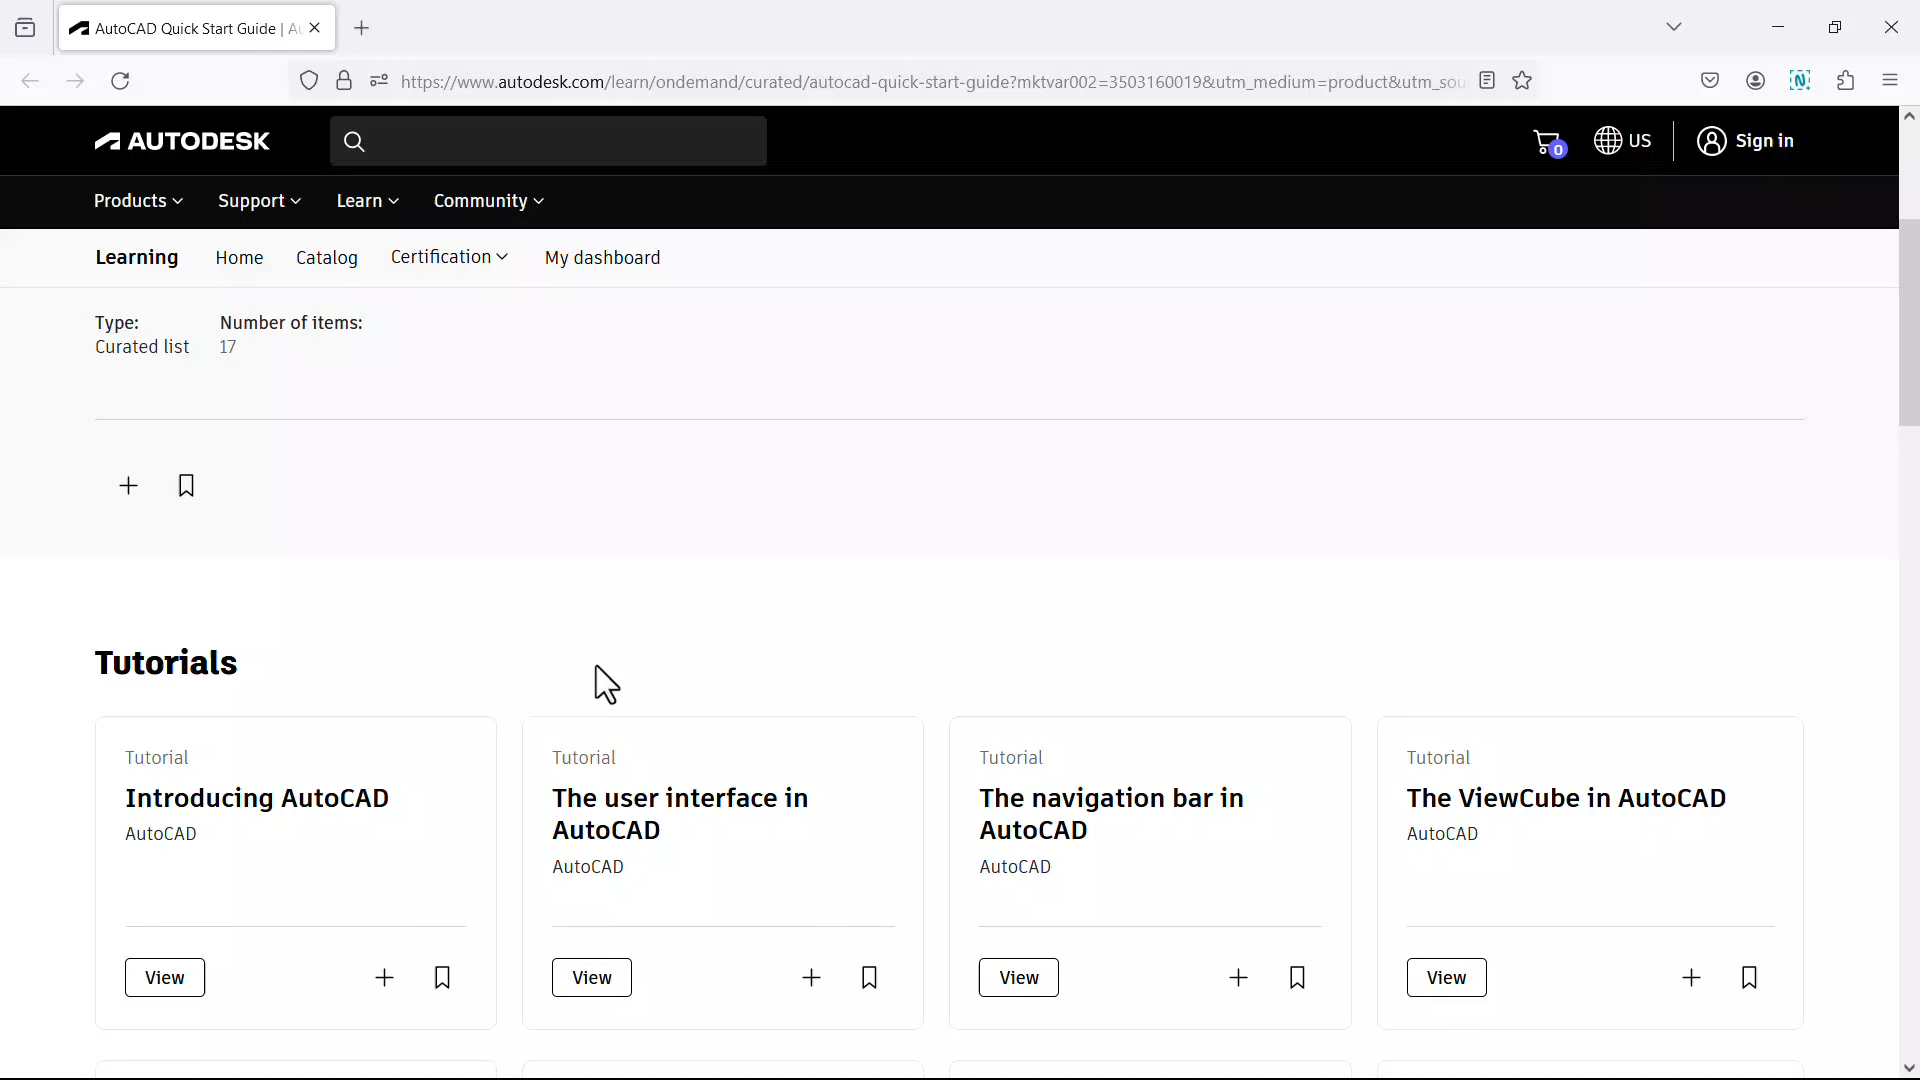 AutoCAD Quick Start Guide | Au
https://www.autodesk.com/learn/ondemand/curated/autocad-quick-start-guide?mktvar002=3503160019&utm_medium=product&utm_sou
AUTODESK
0
US
Sign in
Products
Support
Learn
Community
Learning
Home
Catalog
Certification
My dashboard
Type:
Number of items:
Curated list
17
Tutorials
Tutorial
Introducing AutoCAD
AutoCAD
View
Tutorial
The user interface in
AutoCAD
AutoCAD
View
Tutorial
The navigation bar in
AutoCAD
AutoCAD
View
Tutorial
The ViewCube in AutoCAD
AutoCAD
View